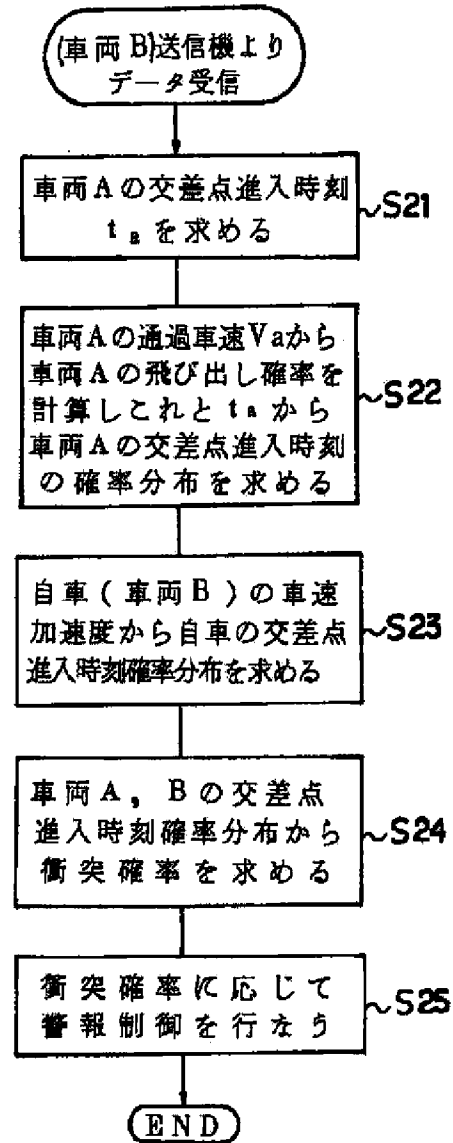 (車両B)送信機より
データ受信
車両Aの交差点進入時刻
taを求める
S21
車両Aの通過車速Vaから
車両Aの飛び出し確率を
計算しこれとtaから
車両Aの交差点進入時刻
の確率分布を求める
S22
自車(車両B)の車速
加速度から自車の交差点
進入時刻確率分布を求める
S23
車両A,Bの交差点
進入時刻確率分布から
衝突確率を求める
S24
衝突確率に応じて
警報制御を行なう
S25
END